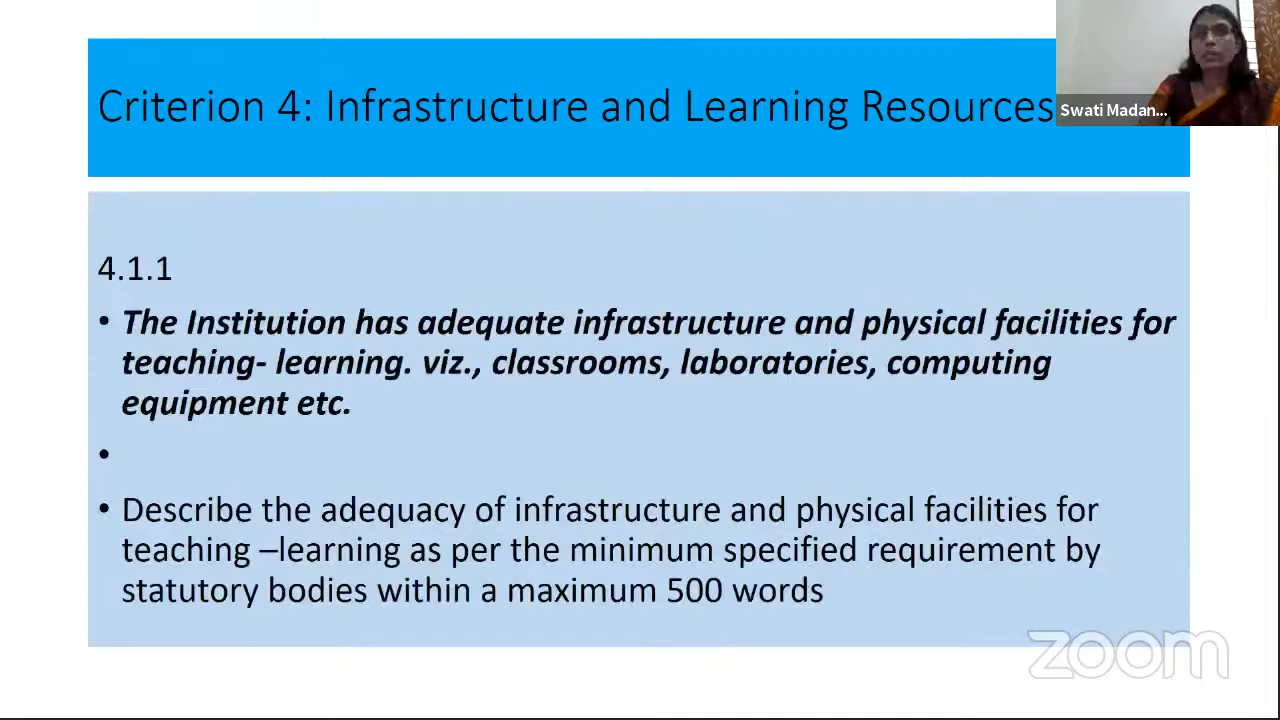 Criterion 4: Infrastructure and Learning Resources
Swati Madan...
4.1.1
• The Institution has adequate infrastructure and physical facilities for
teaching- learning. viz., classrooms, laboratories, computing
equipment etc.
•
• Describe the adequacy of infrastructure and physical facilities for
teaching –learning as per the minimum specified requirement by
statutory bodies within a maximum 500 words
zoom